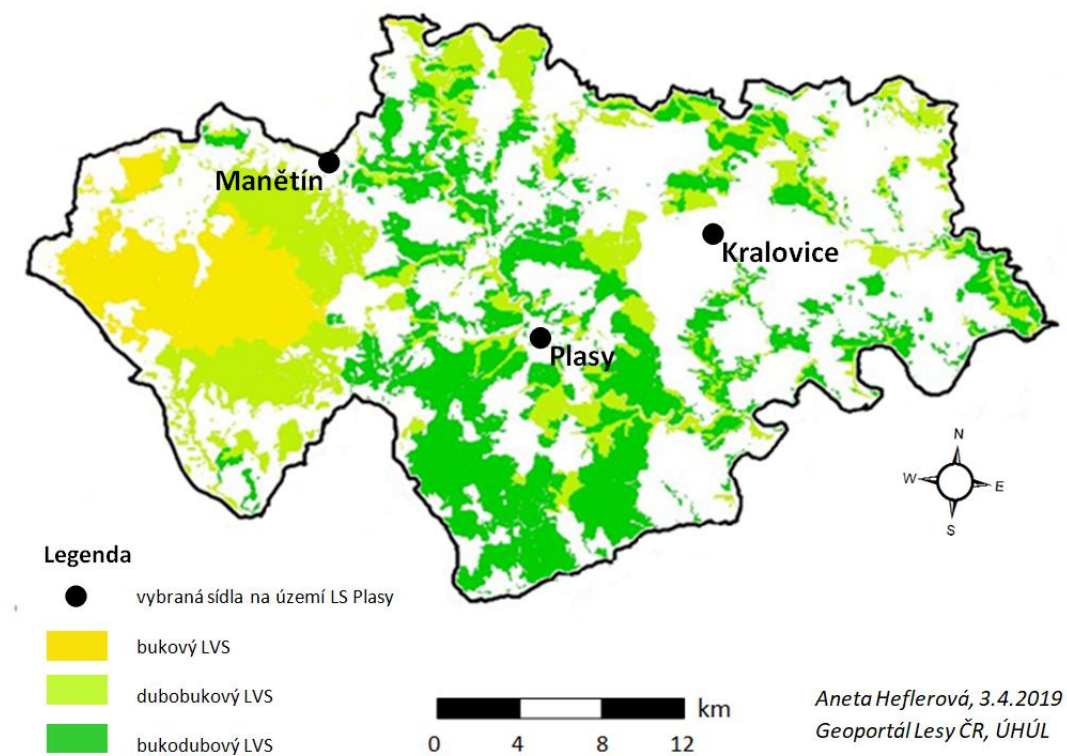 Manětín
Kralovice
Plasy
N
W E
S
Legenda
vybraná sídla na území LS Plasy
bukový LVS
dubobukový LVS
bukodubový LVS
km
0 4 8 12
Aneta Heflerová, 3.4.2019
Geoportál Lesy ČR, ÚHÚL